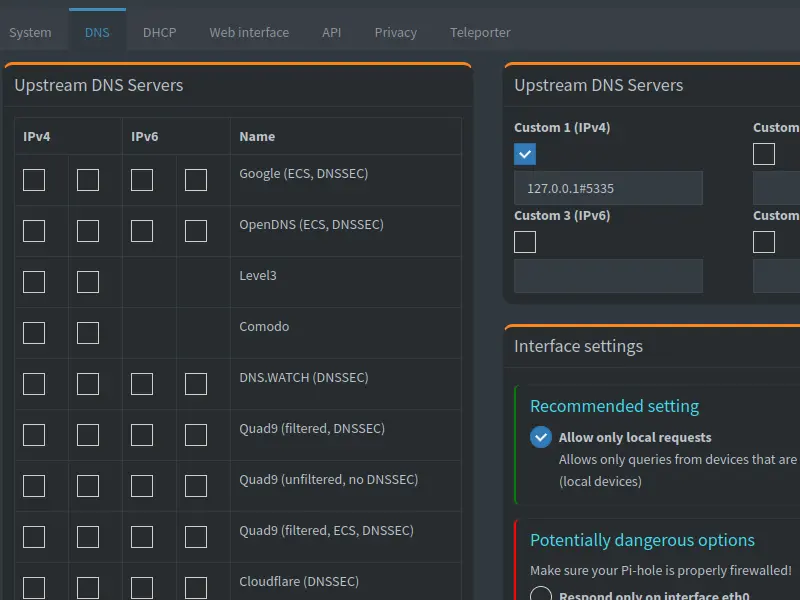 System DNS DHCP Web interface API Privacy Teleporter
Upstream DNS Servers
IPv4 IPv6 Name
Google (ECS, DNSSEC)
OpenDNS (ECS, DNSSEC)
Level3
Comodo
DNS.WATCH (DNSSEC)
Quad9 (filtered, DNSSEC)
Quad9 (unfiltered, no DNSSEC)
Quad9 (filtered, ECS, DNSSEC)
Cloudflare (DNSSEC)
Upstream DNS Servers
Custom 1 (IPv4) Custom
127.0.0.1#5335
Custom 3 (IPv6) Custom
Interface settings
Recommended setting
Allow only local requests
Allows only queries from devices that are
(local devices)
Potentially dangerous options
Make sure your Pi-hole is properly firewalled!
Respond only on interface eth0